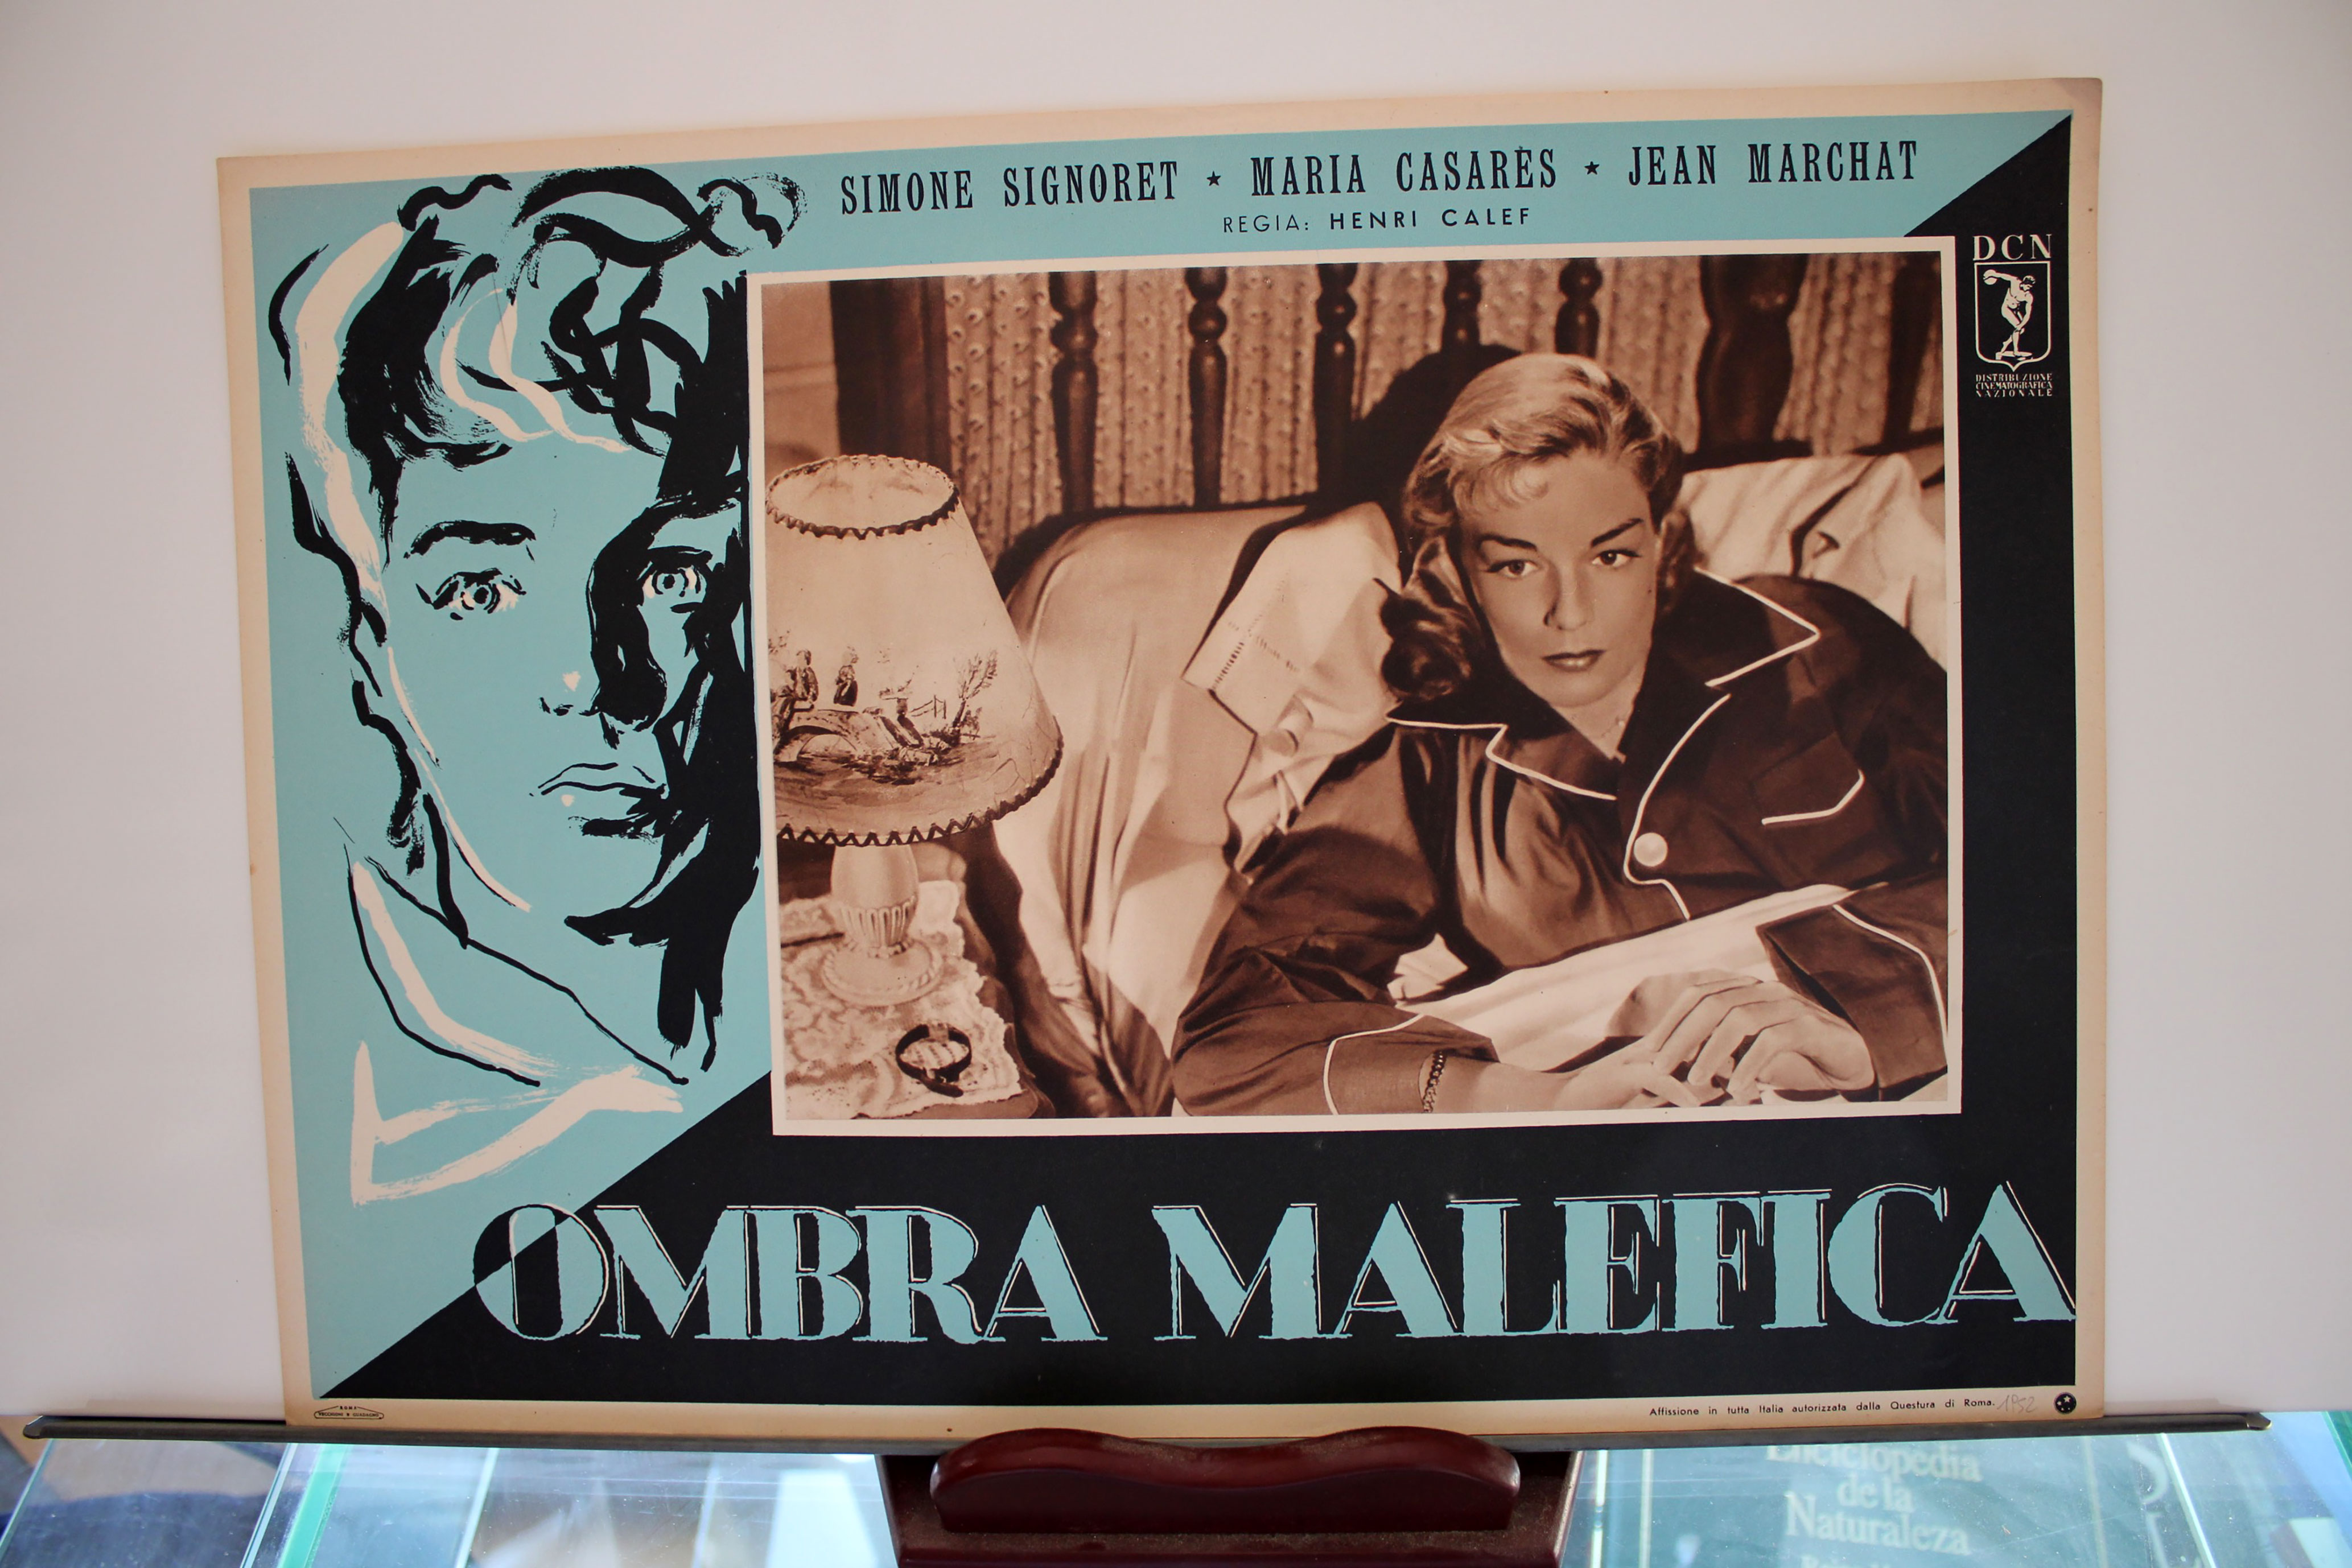 SIMONE SIGNORET ★ MARIA CASARÈS ★ JEAN MARCHAT
REGIA: HENRI CALEF
DCN
DISTRIBUZIONE
CINEMATOGRAFICA
NAZIONALE
OMBRA MALEFICA
ROMA
Affissione in tutta Italia autorizzata dalla Questura di Roma. 1952
Enciclopedia
de la
Naturaleza